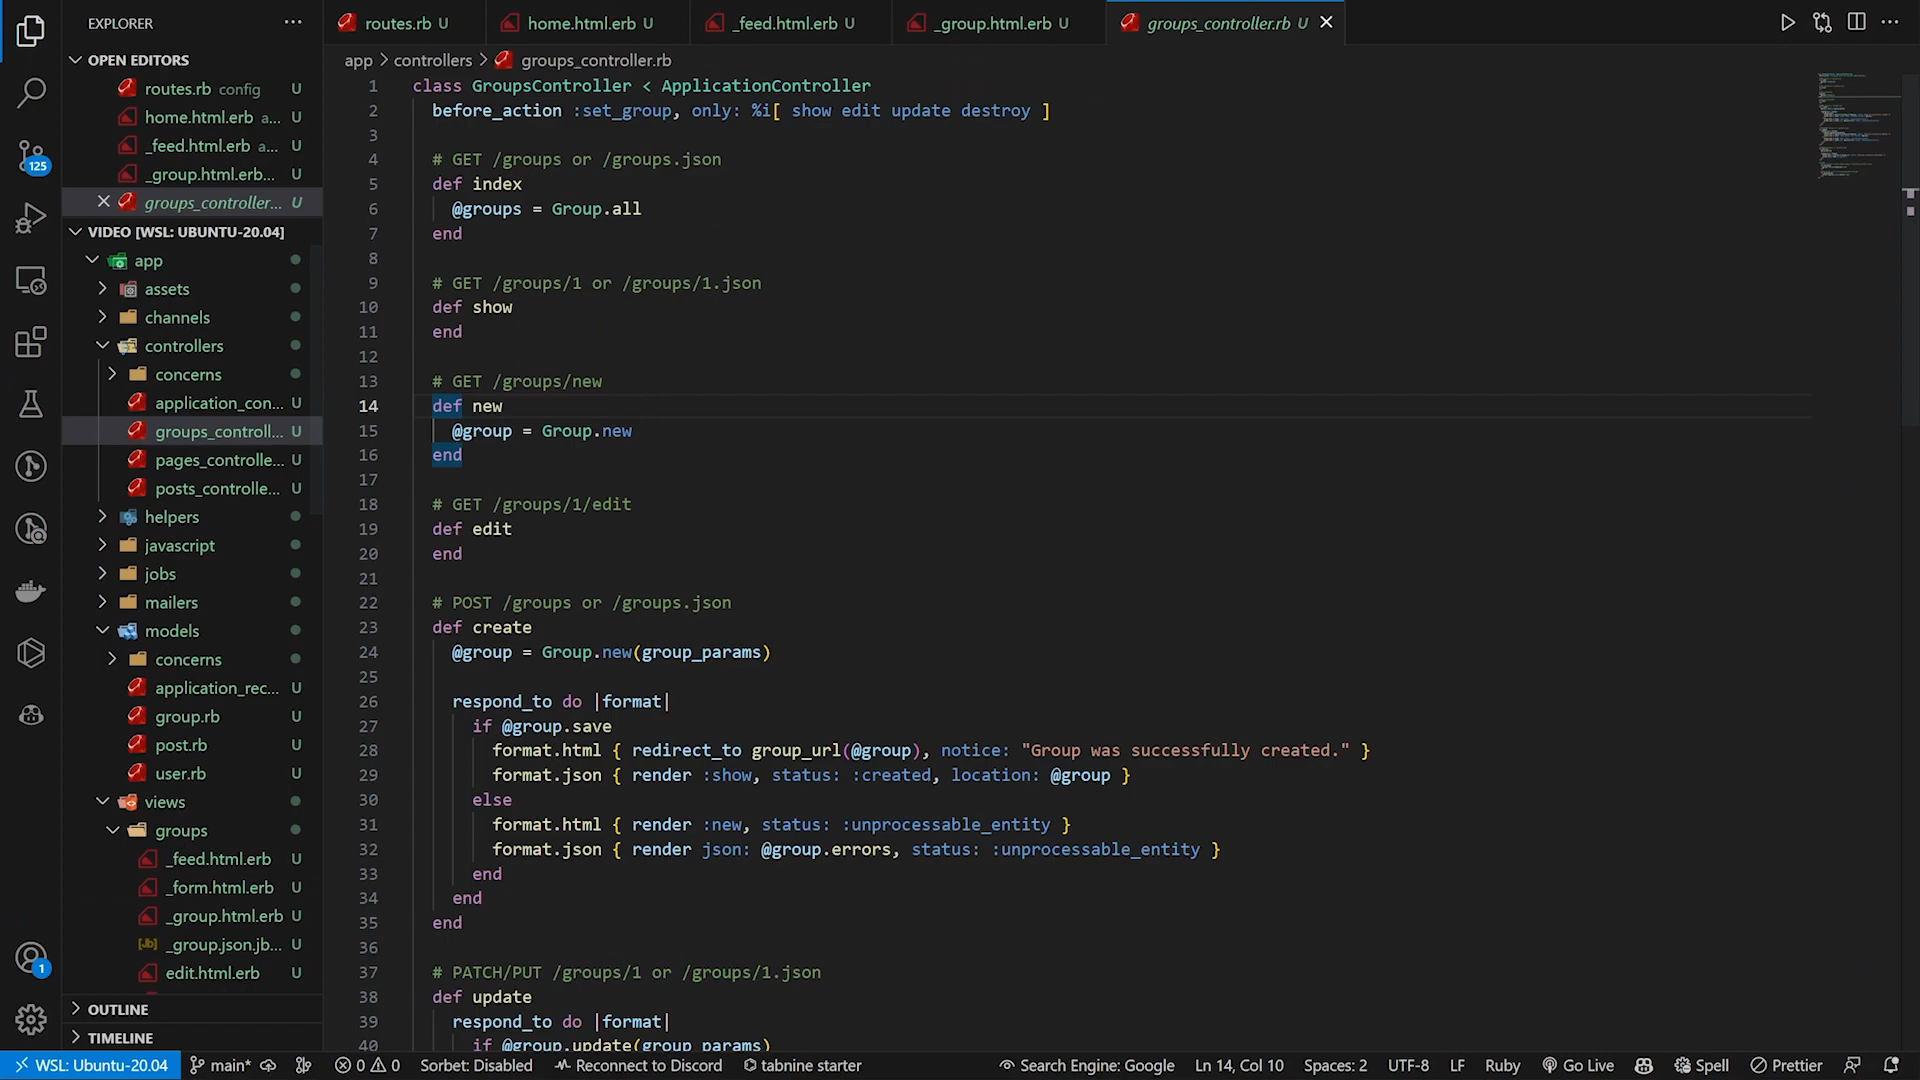 EXPLORER
OPEN EDITORS
routes.rb config U
home.html.erb a... U
_feed.html.erb a... U
_group.html.erb... U
groups_controller... U
VIDEO [WSL: UBUNTU-20.04]
app
assets
channels
controllers
concerns
application_con... U
groups_controll... U
pages_controlle... U
posts_controlle... U
helpers
javascript
jobs
mailers
models
concerns
application_rec... U
group.rb U
post.rb U
user.rb U
views
groups
_feed.html.erb U
_form.html.erb U
_group.html.erb U
_group.json.jb... U
edit.html.erb U
OUTLINE
TIMELINE
125
1
routes.rb U home.html.erb U _feed.html.erb U _group.html.erb U groups_controller.rb U
app > controllers > groups_controller.rb
1 class GroupsController < ApplicationController
2 before_action :set_group, only: %i[ show edit update destroy ]
3
4 # GET /groups or /groups.json
5 def index
6 @groups = Group.all
7 end
8
9 # GET /groups/1 or /groups/1.json
10 def show
11 end
12
13 # GET /groups/new
14 def new
15 @group = Group.new
16 end
17
18 # GET /groups/1/edit
19 def edit
20 end
21
22 # POST /groups or /groups.json
23 def create
24 @group = Group.new(group_params)
25
26 respond_to do |format|
27 if @group.save
28 format.html { redirect_to group_url(@group), notice: "Group was successfully created." }
29 format.json { render :show, status: :created, location: @group }
30 else
31 format.html { render :new, status: :unprocessable_entity }
32 format.json { render json: @group.errors, status: :unprocessable_entity }
33 end
34 end
35 end
36
37 # PATCH/PUT /groups/1 or /groups/1.json
38 def update
39 respond_to do |format|
40 if @group.update(group_params)
WSL: Ubuntu-20.04 main* 0 0 Sorbet: Disabled Reconnect to Discord tabnine starter Search Engine: Google Ln 14, Col 10 Spaces: 2 UTF-8 LF Ruby Go Live Spell Prettier